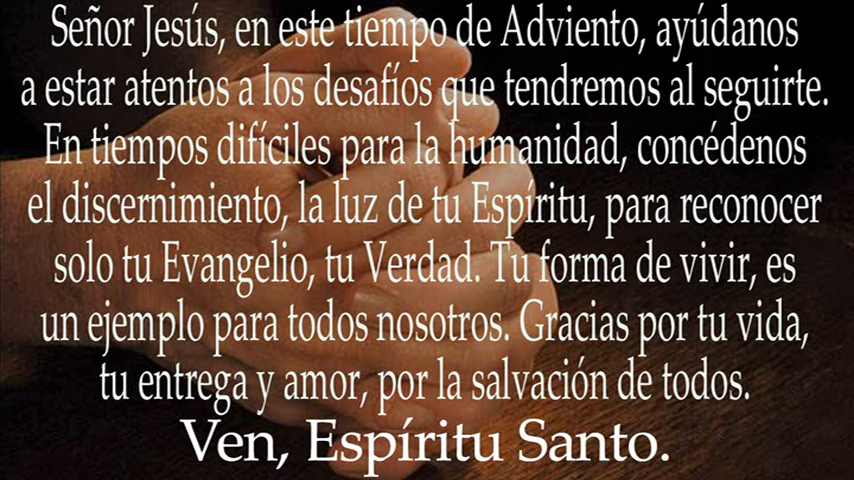 Señor Jesús, en este tiempo de Adviento, ayúdanos
a estar atentos a los desafíos que tendremos al seguirte.
En tiempos difíciles para la humanidad, concédenos
el discernimiento, la luz de tu Espíritu, para reconocer
solo tu Evangelio, tu Verdad. Tu forma de vivir, es
un ejemplo para todos nosotros. Gracias por tu vida,
tu entrega y amor, por la salvación de todos.
Ven, Espíritu Santo.